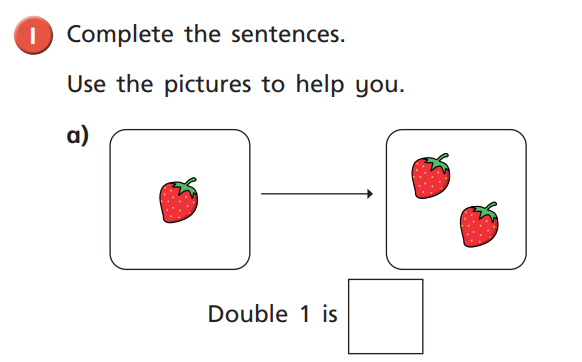 1 Complete the sentences.
Use the pictures to help you.
a)
Double 1 is